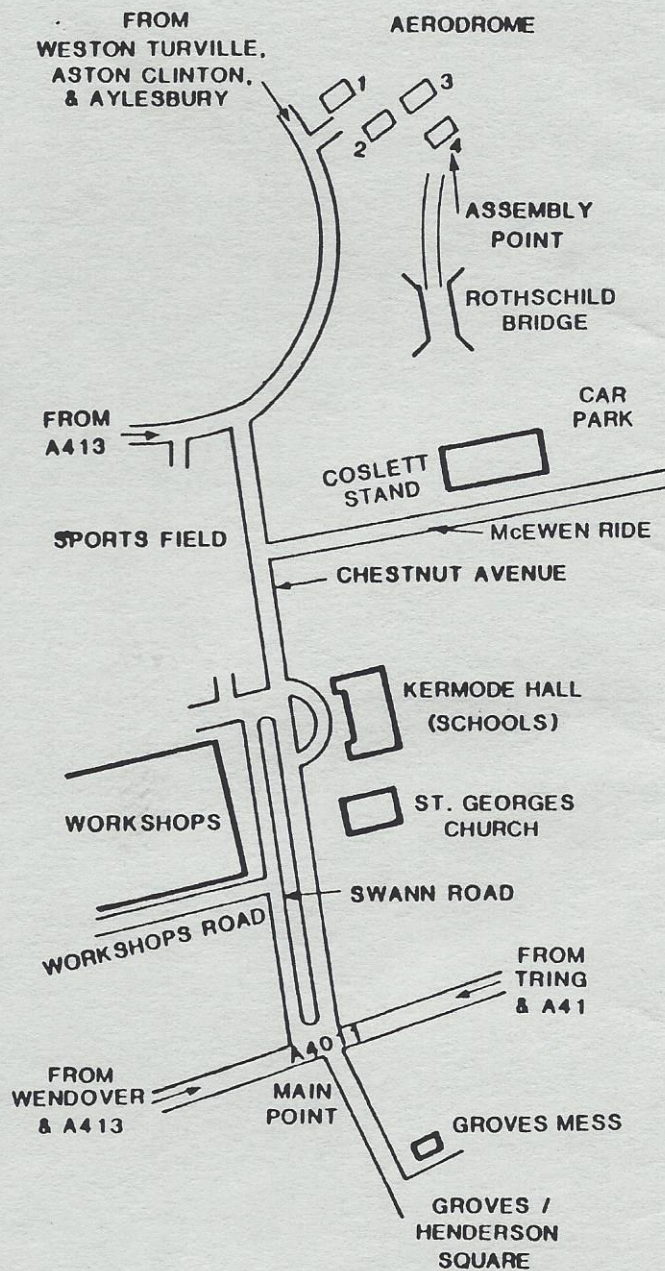 FROM
WESTON TURVILLE,
ASTON CLINTON,
& AYLESBURY
AERODROME
1
3
2
4
ASSEMBLY
POINT
ROTHSCHILD
BRIDGE
FROM
A413
CAR
PARK
COSLETT
STAND
SPORTS FIELD
McEWEN RIDE
CHESTNUT AVENUE
KERMODE HALL
(SCHOOLS)
WORKSHOPS
ST. GEORGES
CHURCH
SWANN ROAD
WORKSHOPS ROAD
FROM
TRING
& A41
A4011
FROM
WENDOVER
& A413
MAIN
POINT
GROVES MESS
GROVES /
HENDERSON
SQUARE